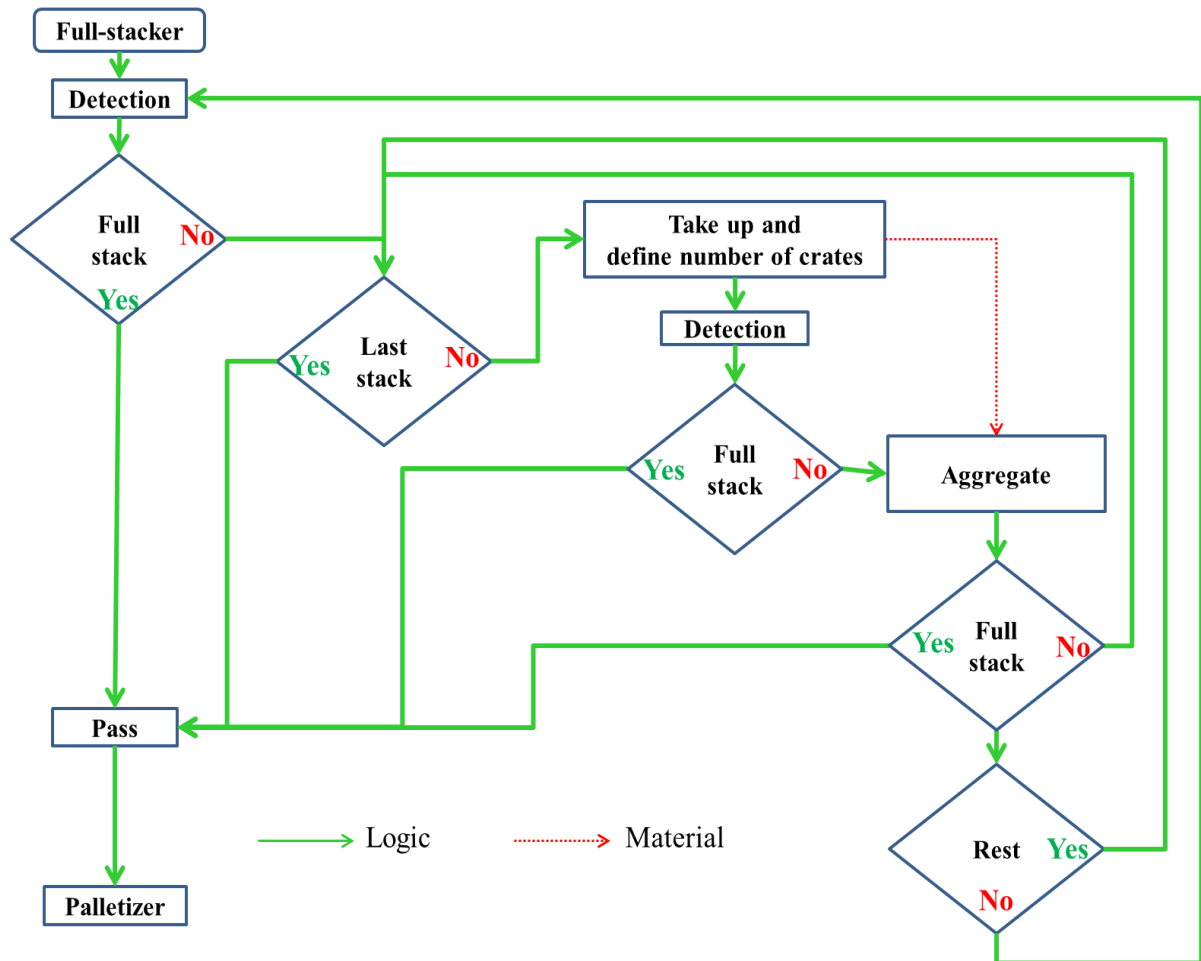 Full-stacker
Detection
Full
stack
No
Yes
Take up and
define number of crates
Last
stack
Yes
No
Detection
Full
stack
Yes
No
Aggregate
Full
stack
Yes
No
Pass
Rest
Yes
No
Logic
Material
Palletizer